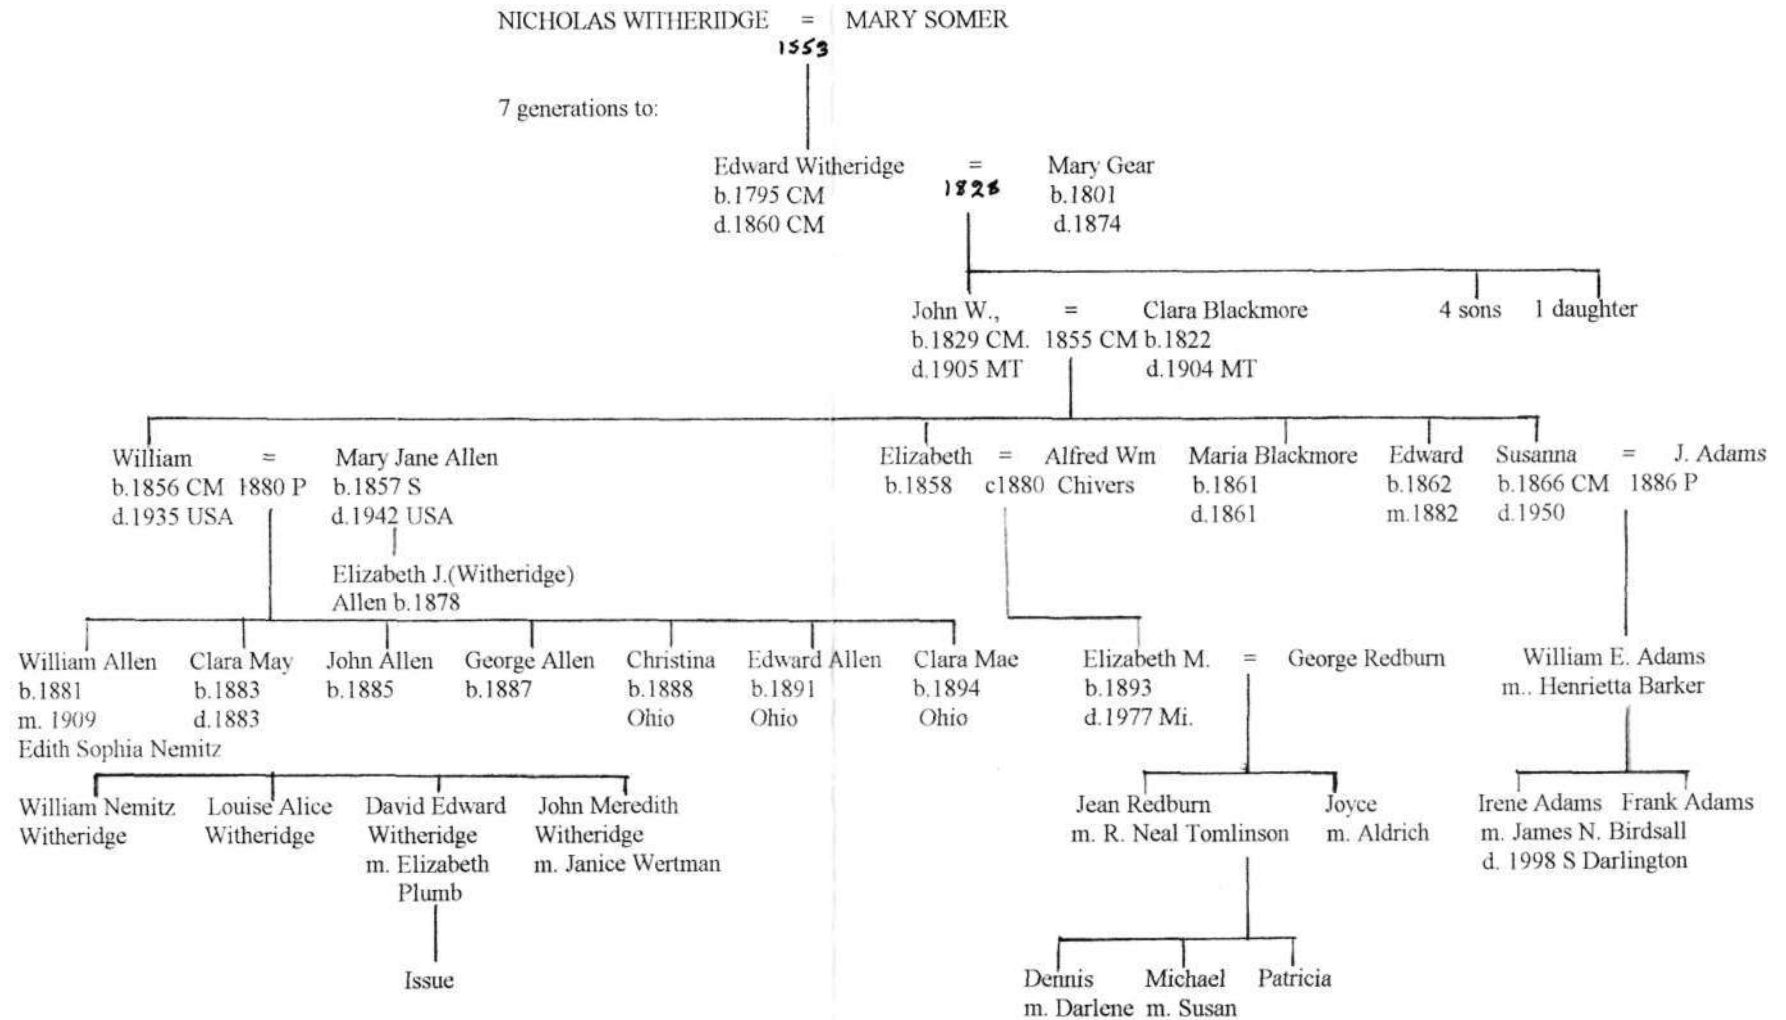 NICHOLAS WITHERIDGE = MARY SOMER
1553
7 generations to:
Edward Witheridge = Mary Gear
b.1795 CM 1828 b.1801
d.1860 CM d.1874
John W., = Clara Blackmore 4 sons 1 daughter
b.1829 CM. 1855 CM b.1822
d.1905 MT d.1904 MT
William = Mary Jane Allen Elizabeth = Alfred Wm Maria Blackmore Edward Susanna = J. Adams
b.1856 CM 1880 P b.1857 S b.1858 c1880 Chivers b.1861 b.1862 b.1866 CM 1886 P
d.1935 USA d.1942 USA d.1861 m.1882 d.1950
Elizabeth J.(Witheridge)
Allen b.1878
William Allen Clara May John Allen George Allen Christina Edward Allen Clara Mae Elizabeth M. = George Redburn William E. Adams
b.1881 b.1883 b.1885 b.1887 b.1888 b.1891 b.1894 b.1893 m.. Henrietta Barker
m. 1909 d.1883 Ohio Ohio Ohio d.1977 Mi.
Edith Sophia Nemitz
William Nemitz Louise Alice David Edward John Meredith Jean Redburn Joyce Irene Adams Frank Adams
Witheridge Witheridge Witheridge Witheridge m. R. Neal Tomlinson m. Aldrich m. James N. Birdsall
m. Elizabeth m. Janice Wertman d. 1998 S Darlington
Plumb
Issue Dennis Michael Patricia
m. Darlene m. Susan